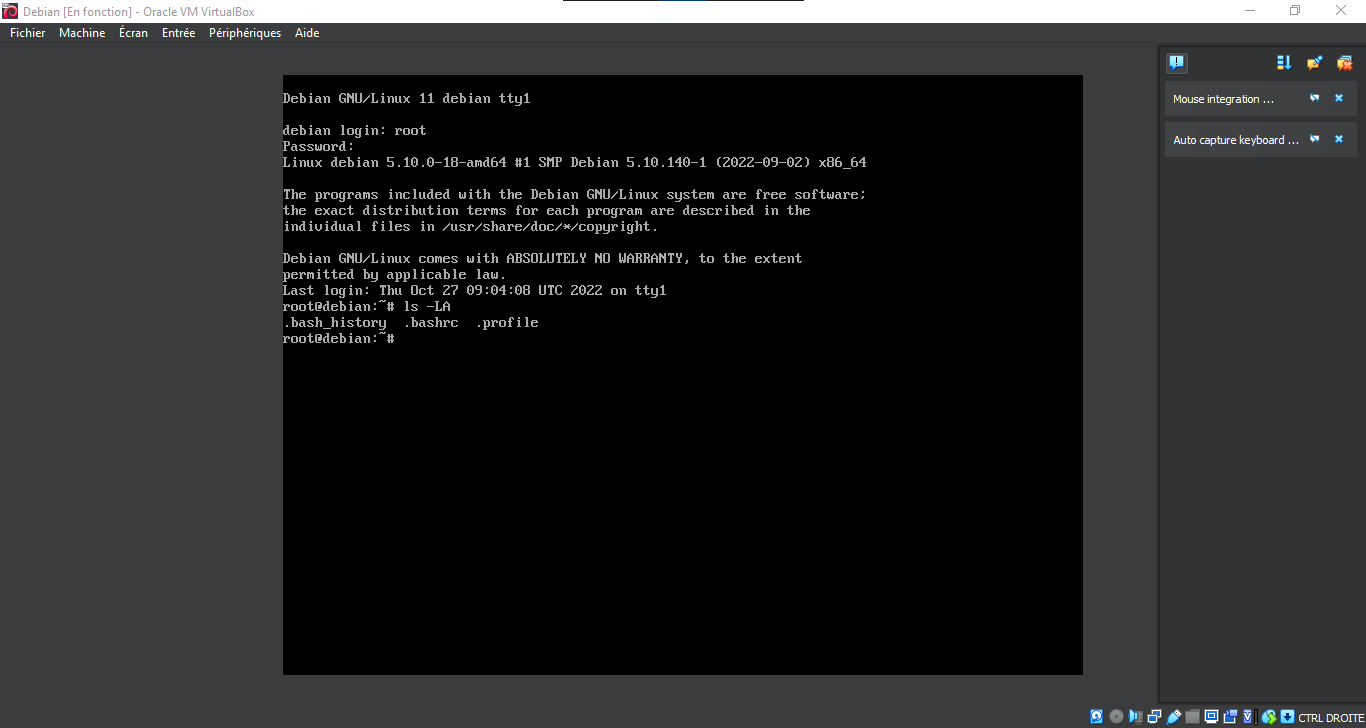 Debian [En fonction] - Oracle VM VirtualBox
Fichier Machine Écran Entrée Périphériques Aide
Debian GNU/Linux 11 debian tty1
debian login: root
Password:
Linux debian 5.10.0-18-amd64 #1 SMP Debian 5.10.140-1 (2022-09-02) x86_64
The programs included with the Debian GNU/Linux system are free software;
the exact distribution terms for each program are described in the
individual files in /usr/share/doc/*/copyright.
Debian GNU/Linux comes with ABSOLUTELY NO WARRANTY, to the extent
permitted by applicable law.
Last login: Thu Oct 27 09:04:08 UTC 2022 on tty1
root@debian:~# ls -LA
.bash_history .bashrc .profile
root@debian:~#
Mouse integration ...
Auto capture keyboard ...
CTRL DROITE